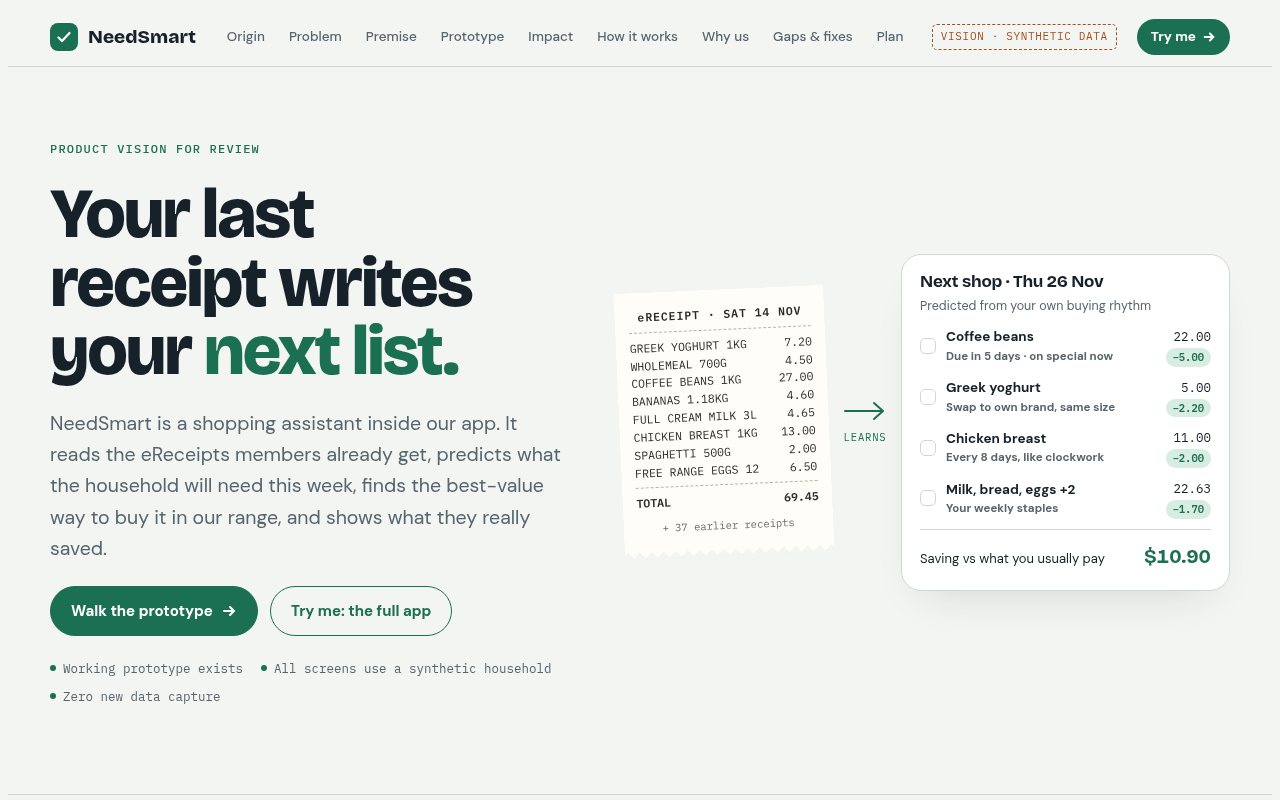 NeedSmart
Origin
Problem
Premise
Prototype
Impact
How it works
Why us
Gaps & fixes
Plan
VISION · SYNTHETIC DATA
Try me →
PRODUCT VISION FOR REVIEW
Your last
receipt writes
your next list.
NeedSmart is a shopping assistant inside our app. It
reads the eReceipts members already get, predicts what
the household will need this week, finds the best-value
way to buy it in our range, and shows what they really
saved.
Walk the prototype →
Try me: the full app
Working prototype exists
All screens use a synthetic household
Zero new data capture
eRECEIPT · SAT 14 NOV
GREEK YOGHURT 1KG 7.20
WHOLEMEAL 700G 4.50
COFFEE BEANS 1KG 27.00
BANANAS 1.18KG 4.60
FULL CREAM MILK 3L 4.65
CHICKEN BREAST 1KG 13.00
SPAGHETTI 500G 2.00
FREE RANGE EGGS 12 6.50
TOTAL 69.45
+ 37 earlier receipts
LEARNS
Next shop · Thu 26 Nov
Predicted from your own buying rhythm
Coffee beans 22.00
Due in 5 days · on special now −5.00
Greek yoghurt 5.00
Swap to own brand, same size −2.20
Chicken breast 11.00
Every 8 days, like clockwork −2.00
Milk, bread, eggs +2 22.63
Your weekly staples −1.70
Saving vs what you usually pay $10.90